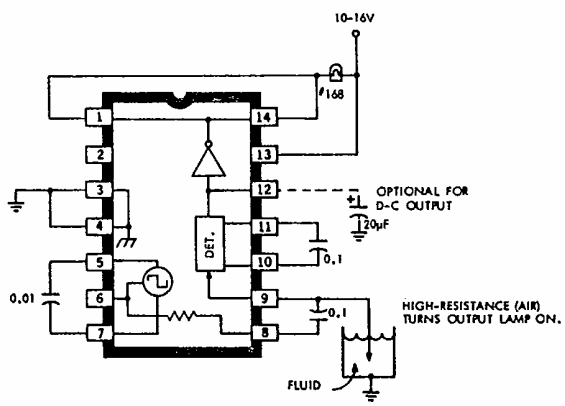 10-16V
#168
1
14
2
13
3
12
OPTIONAL FOR
D-C OUTPUT
+
20µF
4
11
DET.
0.1
5
10
0.01
6
9
0.1
HIGH-RESISTANCE (AIR)
TURNS OUTPUT LAMP ON.
7
8
FLUID